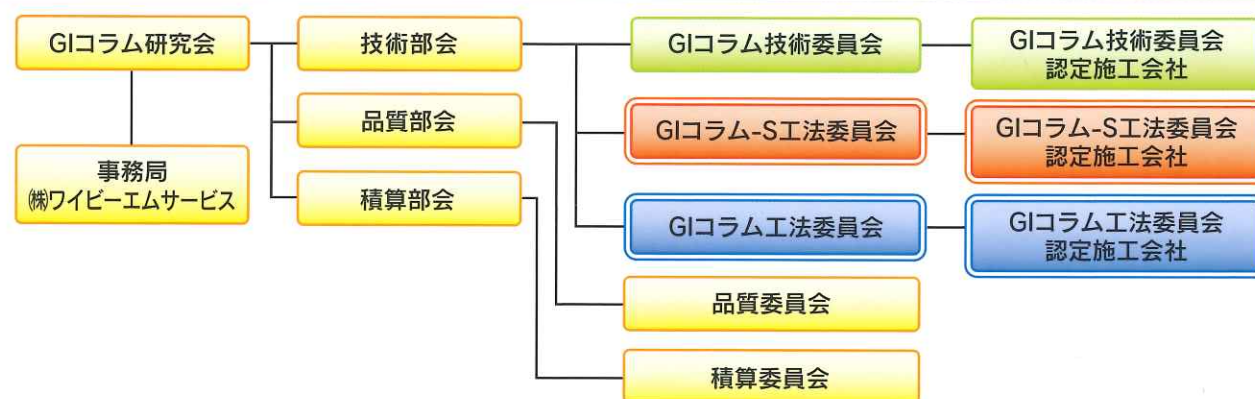 GIコラム研究会
事務局
㈱ワイビーエムサービス
技術部会
品質部会
積算部会
GIコラム技術委員会
GIコラム-S工法委員会
GIコラム工法委員会
品質委員会
積算委員会
GIコラム技術委員会
認定施工会社
GIコラム-S工法委員会
認定施工会社
GIコラム工法委員会
認定施工会社